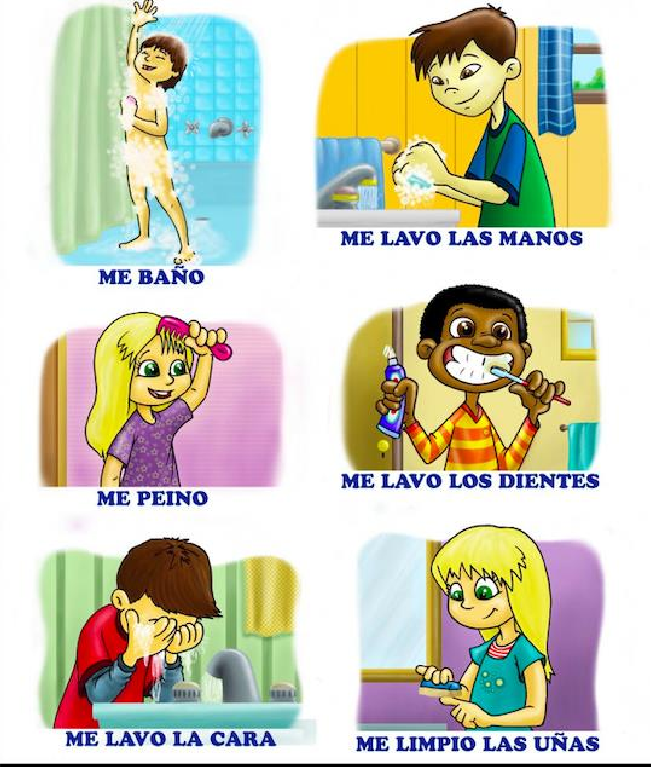 ME BAÑO
ME LAVO LAS MANOS
ME PEINO
ME LAVO LOS DIENTES
ME LAVO LA CARA
ME LIMPIO LAS UÑAS